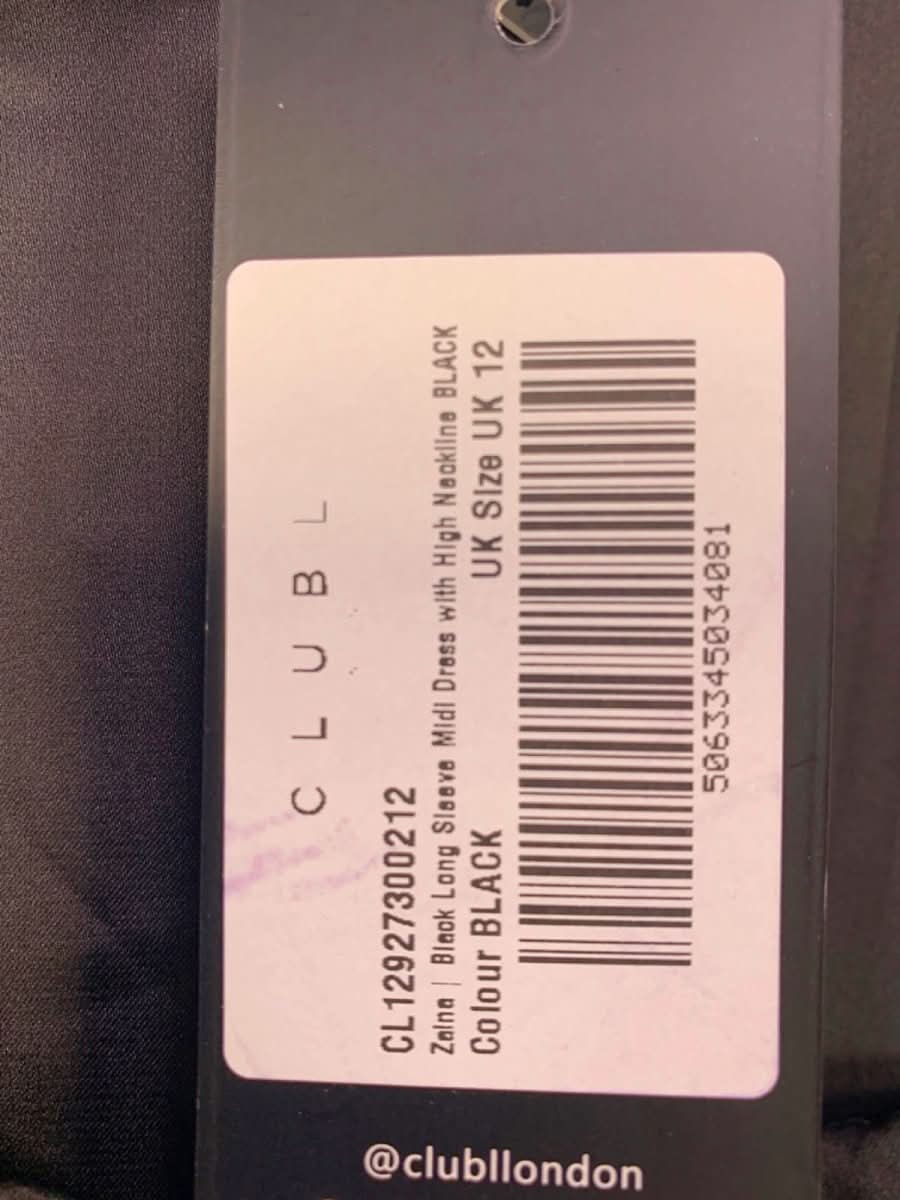 CLUB L
CL12927300212
Zaina | Black Long Sleeve Midi Dress with High Neckline BLACK
Colour BLACK UK Size UK 12
5063345034081
@clubllondon